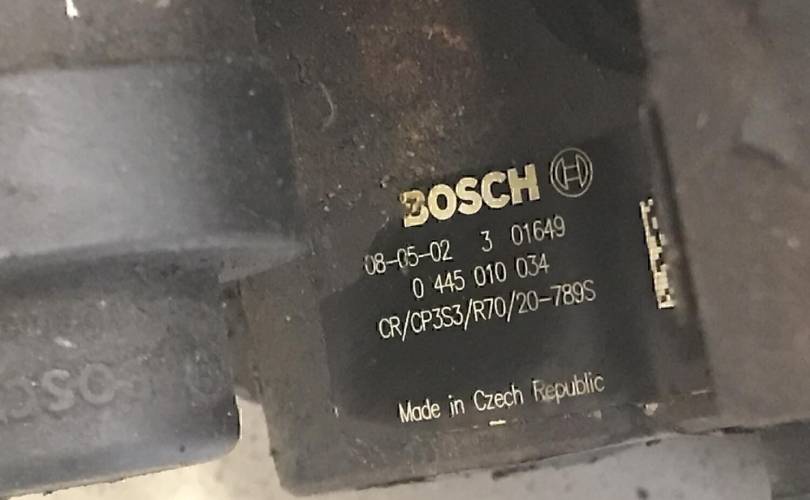 BOSCH
08-05-02 3 01649
0 445 010 034
CR/CP3S3/R70/20-789S
Made in Czech Republic